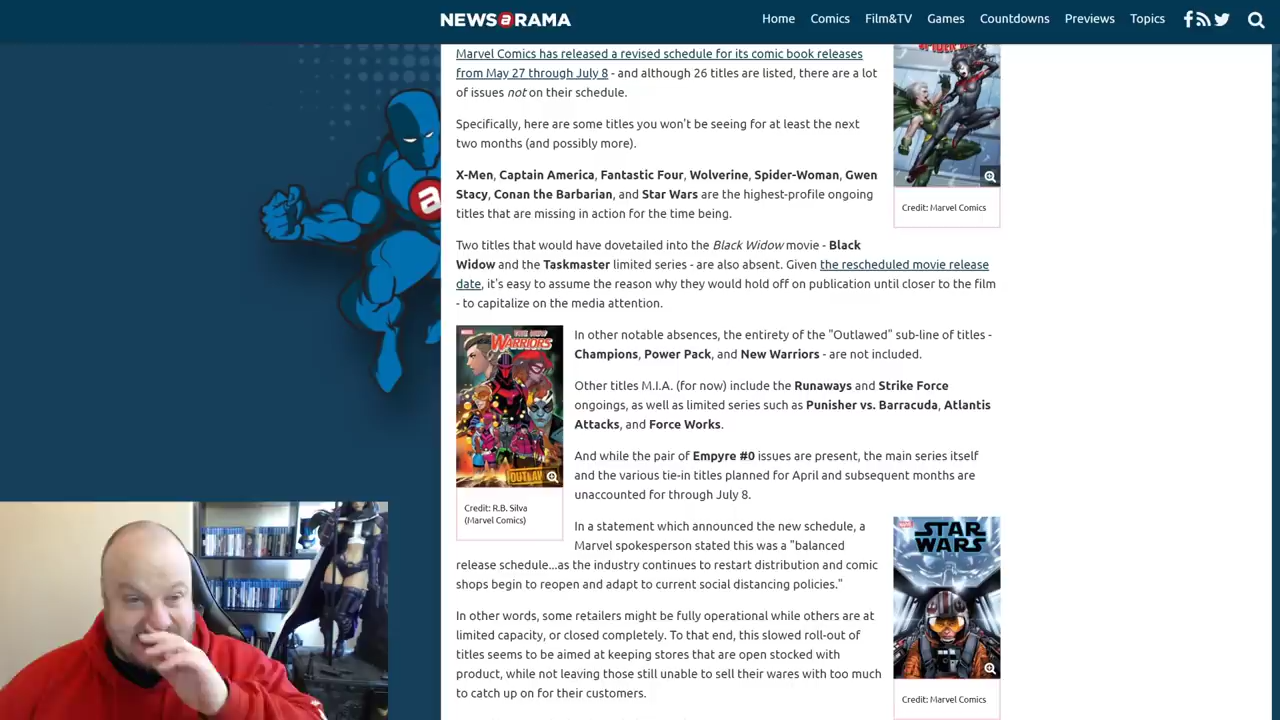 NEWS@RAMA
Home Comics Film&TV Games Countdowns Previews Topics
Marvel Comics has released a revised schedule for its comic book releases
from May 27 through July 8 - and although 26 titles are listed, there are a lot
of issues not on their schedule.
Specifically, here are some titles you won't be seeing for at least the next
two months (and possibly more).
Credit: Marvel Comics
X-Men, Captain America, Fantastic Four, Wolverine, Spider-Woman, Gwen
Stacy, Conan the Barbarian, and Star Wars are the highest-profile ongoing
titles that are missing in action for the time being.
Two titles that would have dovetailed into the Black Widow movie - Black
Widow and the Taskmaster limited series - are also absent. Given the rescheduled movie release
date, it's easy to assume the reason why they would hold off on publication until closer to the film
- to capitalize on the media attention.
WARRIORS
OUTLAWED
Credit: R.B. Silva
(Marvel Comics)
In other notable absences, the entirety of the "Outlawed" sub-line of titles -
Champions, Power Pack, and New Warriors - are not included.
Other titles M.I.A. (for now) include the Runaways and Strike Force
ongoings, as well as limited series such as Punisher vs. Barracuda, Atlantis
Attacks, and Force Works.
And while the pair of Empyre #0 issues are present, the main series itself
and the various tie-in titles planned for April and subsequent months are
unaccounted for through July 8.
In a statement which announced the new schedule, a
Marvel spokesperson stated this was a "balanced
release schedule...as the industry continues to restart distribution and comic
shops begin to reopen and adapt to current social distancing policies."
STAR
WARS
Credit: Marvel Comics
In other words, some retailers might be fully operational while others are at
limited capacity, or closed completely. To that end, this slowed roll-out of
titles seems to be aimed at keeping stores that are open stocked with
product, while not leaving those still unable to sell their wares with too much
to catch up on for their customers.